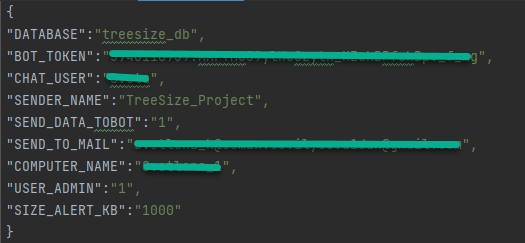 {
"DATABASE":"treesize_db",
"BOT_TOKEN":"
"CHAT_USER":" ",
"SENDER_NAME":"TreeSize_Project",
"SEND_DATA_TOBOT":"1",
"SEND_TO_MAIL":" ",
"COMPUTER_NAME":" ",
"USER_ADMIN":"1",
"SIZE_ALERT_KB":"1000"
}